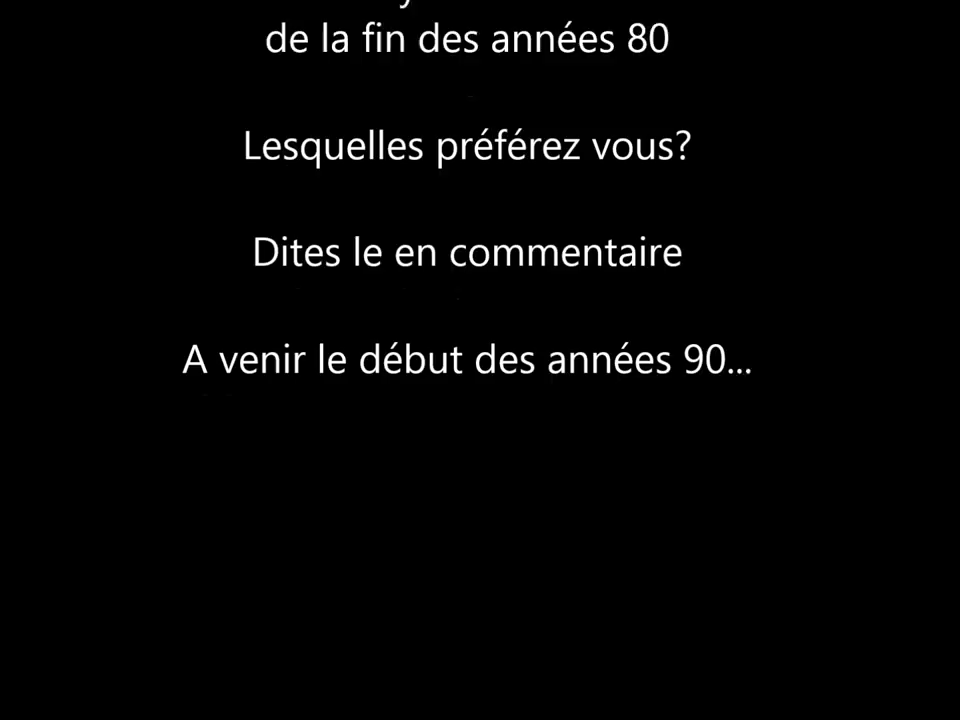 de la fin des années 80
Lesquelles préférez vous?
Dites le en commentaire
A venir le début des années 90...